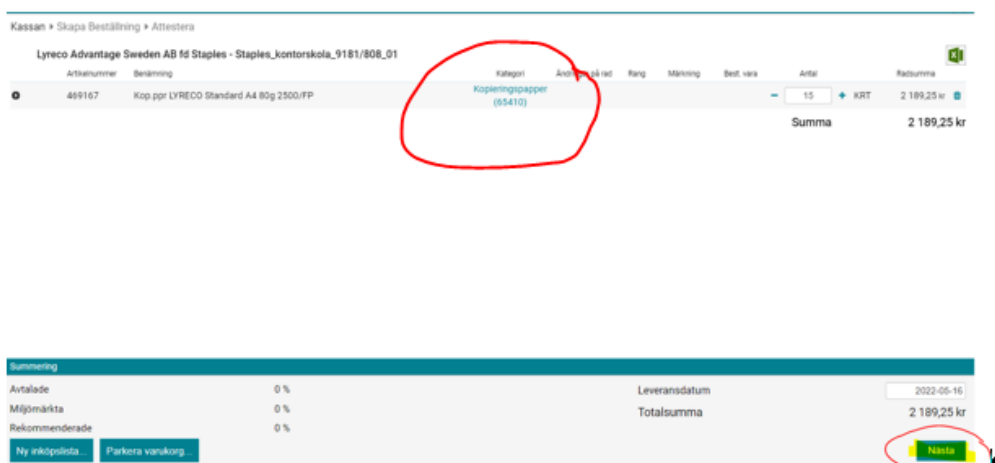 Kassan ▸ Skapa Beställning ▸ Attestera
Lyreco Advantage Sweden AB fd Staples - Staples_kontorskola_9181/808_01
Artikelnummer Benämning Kategori Ändringar på rad Rang Märkning Best. vara Antal Radsumma
469167 Kop.ppr LYRECO Standard A4 80g 2500/FP Kopieringspapper (65410) − 15 + KRT 2 189,25 kr
Summa 2 189,25 kr
Summering
Avtalade 0 % Leveransdatum 2022-05-16
Miljömärkta 0 % Totalsumma 2 189,25 kr
Rekommenderade 0 %
Ny inköpslista... Parkera varukorg... Nästa